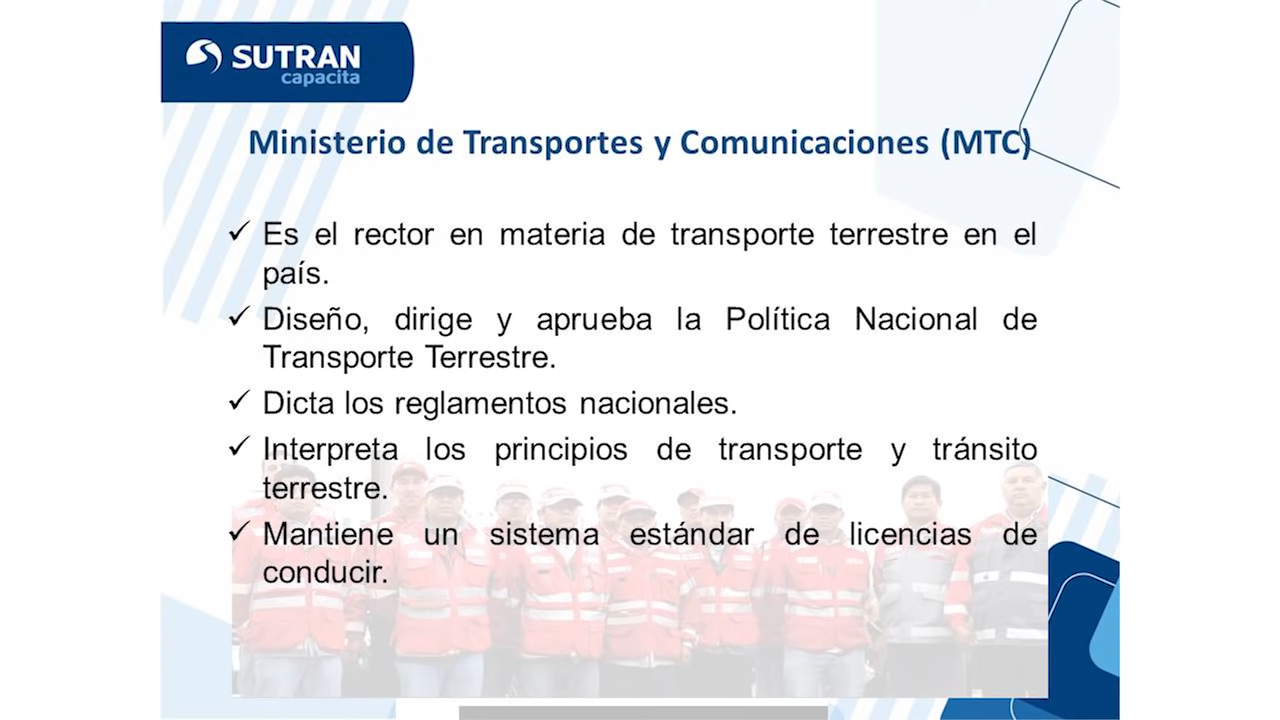 SUTRAN
capacita
Ministerio de Transportes y Comunicaciones (MTC)
✓ Es el rector en materia de transporte terrestre en el
país.
✓ Diseño, dirige y aprueba la Política Nacional de
Transporte Terrestre.
✓ Dicta los reglamentos nacionales.
✓ Interpreta los principios de transporte y tránsito
terrestre.
✓ Mantiene un sistema estándar de licencias de
conducir.